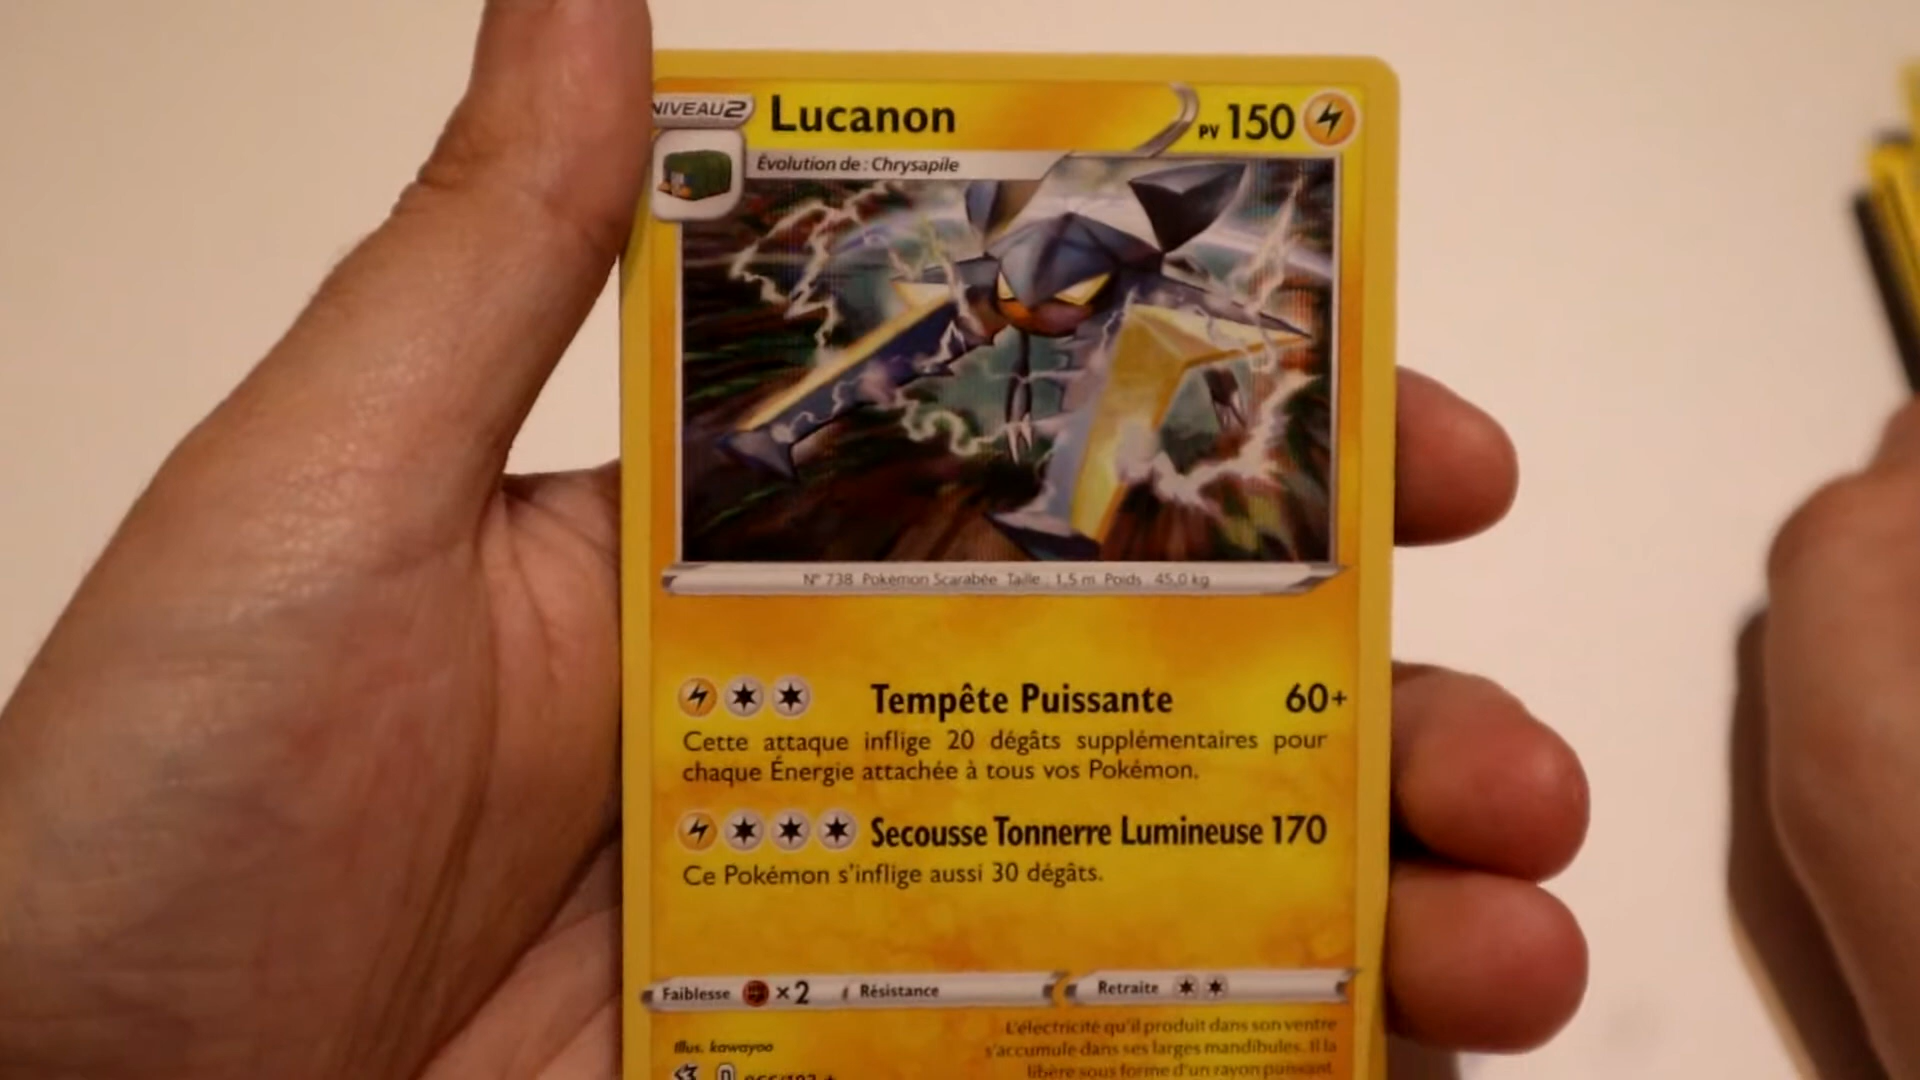 NIVEAU2 Lucanon PV 150
Évolution de : Chrysapile
N° 738 Pokémon Scarabée Taille : 1,5 m Poids : 45,0 kg
Tempête Puissante 60+
Cette attaque inflige 20 dégâts supplémentaires pour
chaque Énergie attachée à tous vos Pokémon.
Secousse Tonnerre Lumineuse 170
Ce Pokémon s'inflige aussi 30 dégâts.
Faiblesse ×2 Résistance Retraite
L'électricité qu'il produit dans son ventre
s'accumule dans ses larges mandibules. Il la
libère sous forme d'un rayon puissant.
Illus. kawayoo